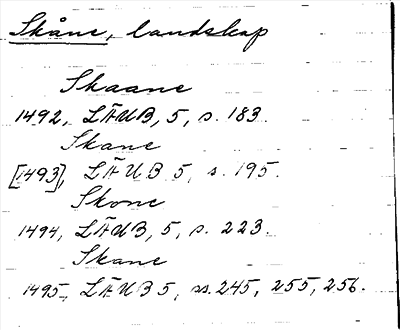 Skåne, landskap
Skaane
1492, LÄUB, 5, s. 183.
Skane
[1493], LÄUB 5, s. 195.
Skone
1494, LÄUB, 5, s. 223.
Skane
1495, LÄUB 5, ss. 245, 255, 256.